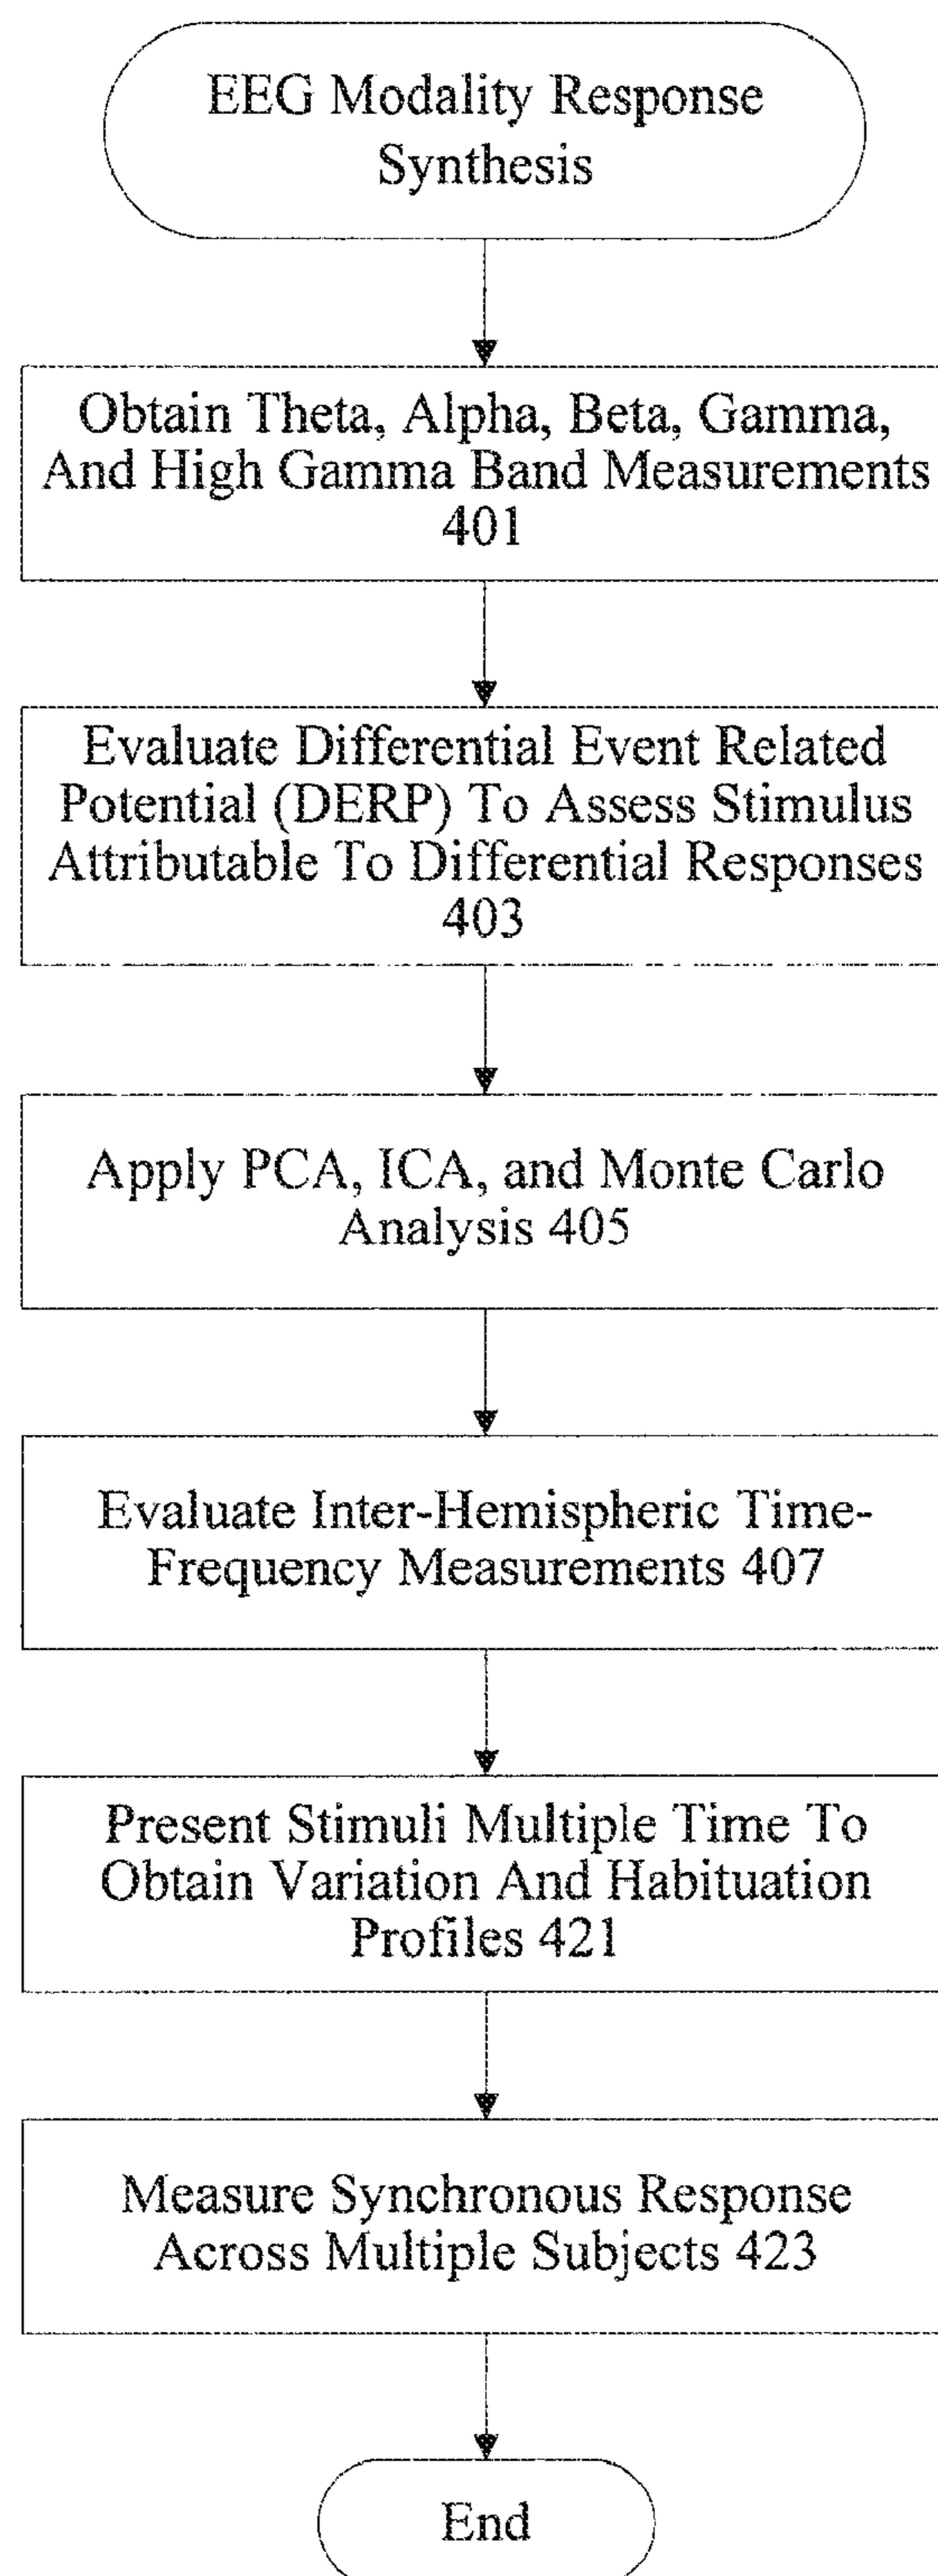 EEG Modality Response
Synthesis
Obtain Theta, Alpha, Beta, Gamma,
And High Gamma Band Measurements
401
Evaluate Differential Event Related
Potential (DERP) To Assess Stimulus
Attributable To Differential Responses
403
Apply PCA, ICA, and Monte Carlo
Analysis 405
Evaluate Inter-Hemispheric Time-
Frequency Measurements 407
Present Stimuli Multiple Time To
Obtain Variation And Habituation
Profiles 421
Measure Synchronous Response
Across Multiple Subjects 423
End